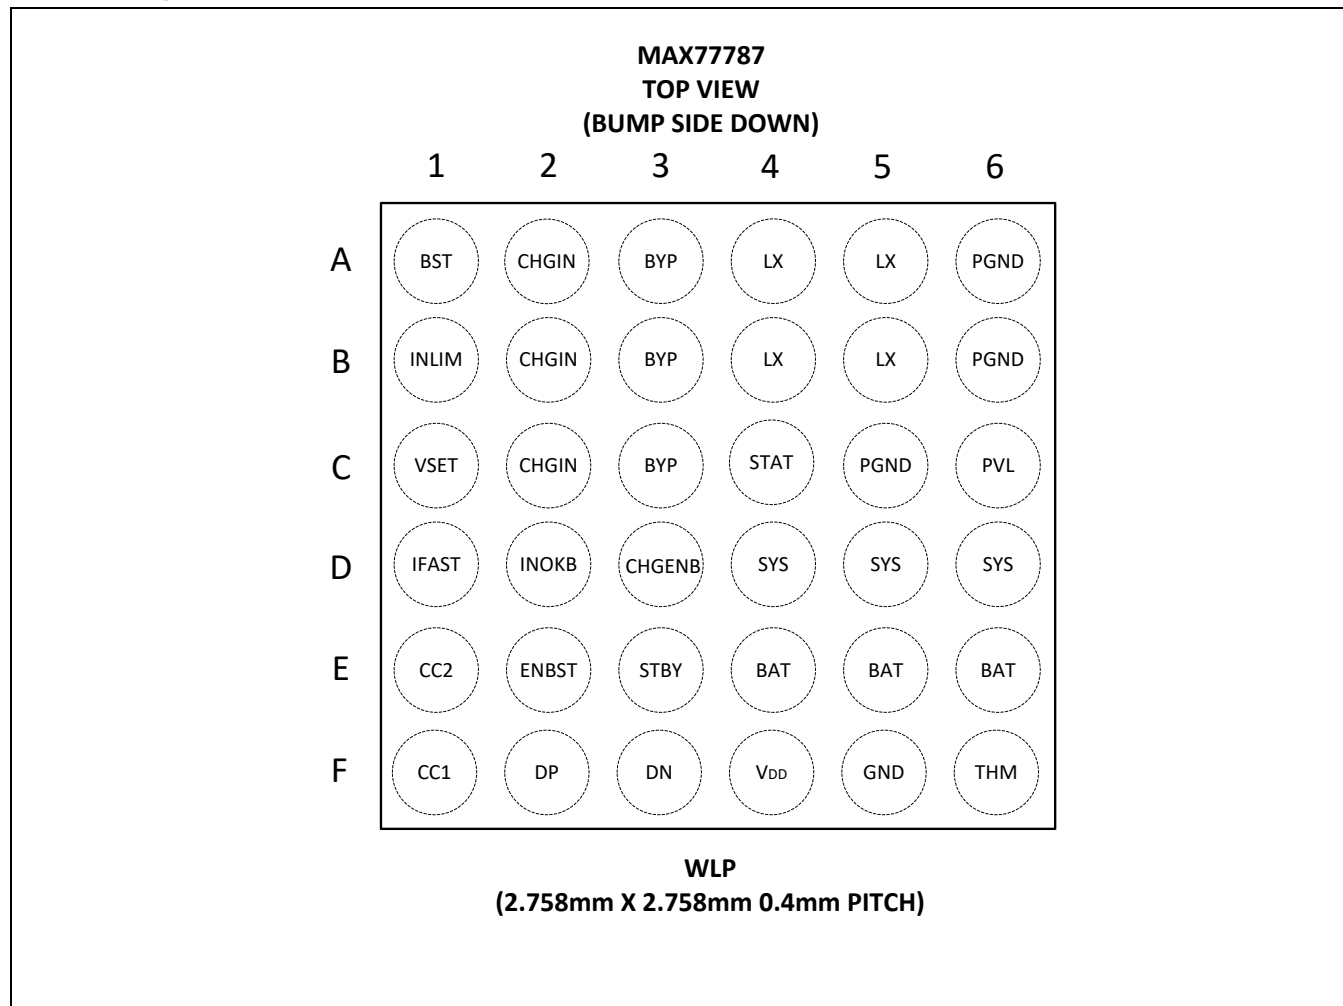 MAX77787
TOP VIEW
(BUMP SIDE DOWN)
1 2 3 4 5 6
A BST CHGIN BYP LX LX PGND
B INLIM CHGIN BYP LX LX PGND
C VSET CHGIN BYP STAT PGND PVL
D IFAST INOKB CHGENB SYS SYS SYS
E CC2 ENBST STBY BAT BAT BAT
F CC1 DP DN VDD GND THM
WLP
(2.758mm X 2.758mm 0.4mm PITCH)